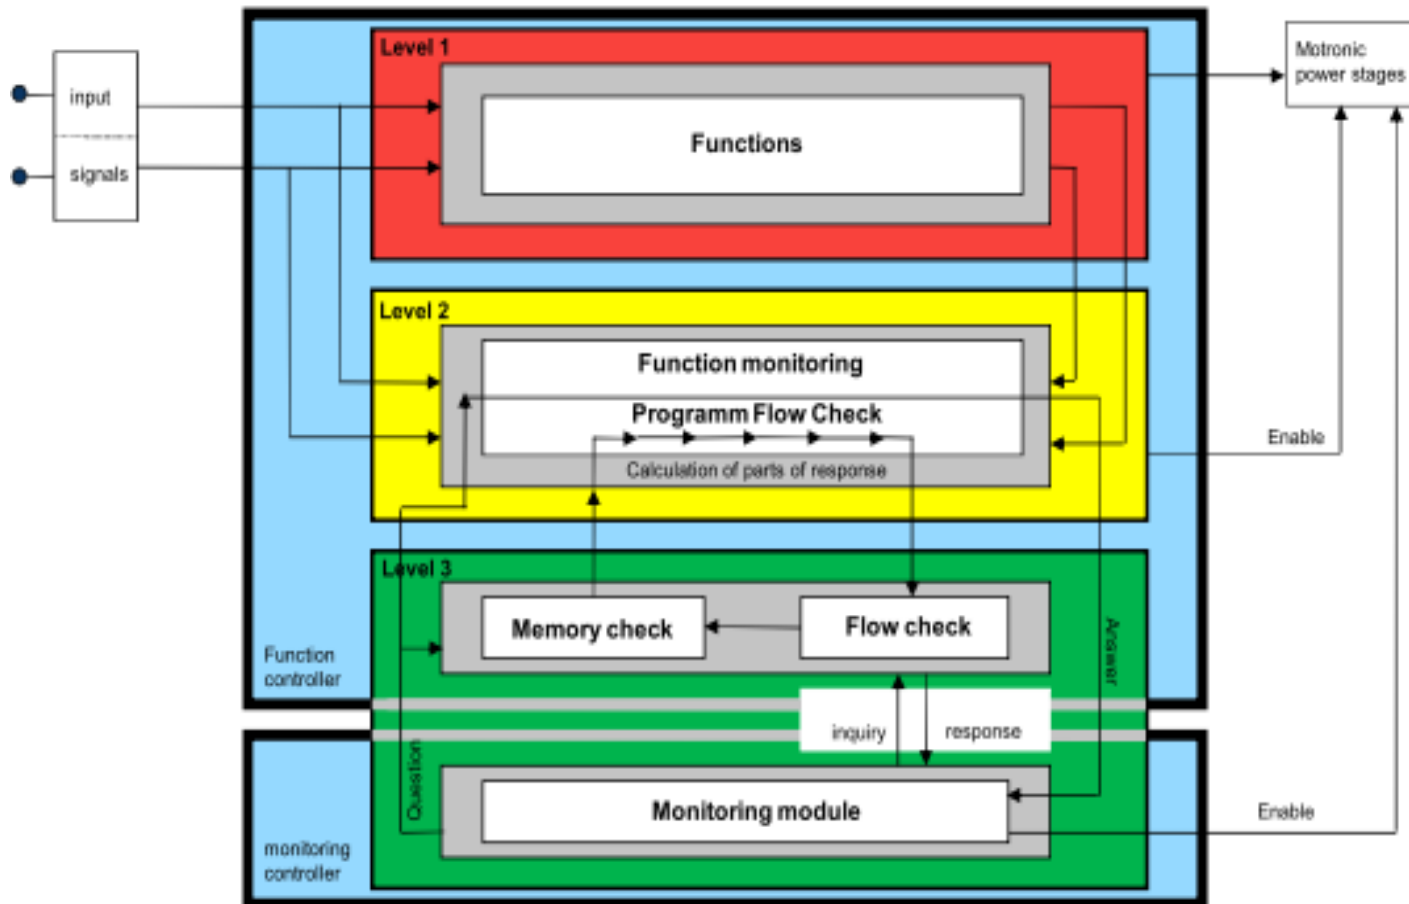 Level 1
input
signals
Functions
Motronic
power stages
Level 2
Function monitoring
Programm Flow Check
Calculation of parts of response
Enable
Level 3
Memory check
Flow check
Answer
Function
controller
inquiry
response
Question
Monitoring module
Enable
monitoring
controller